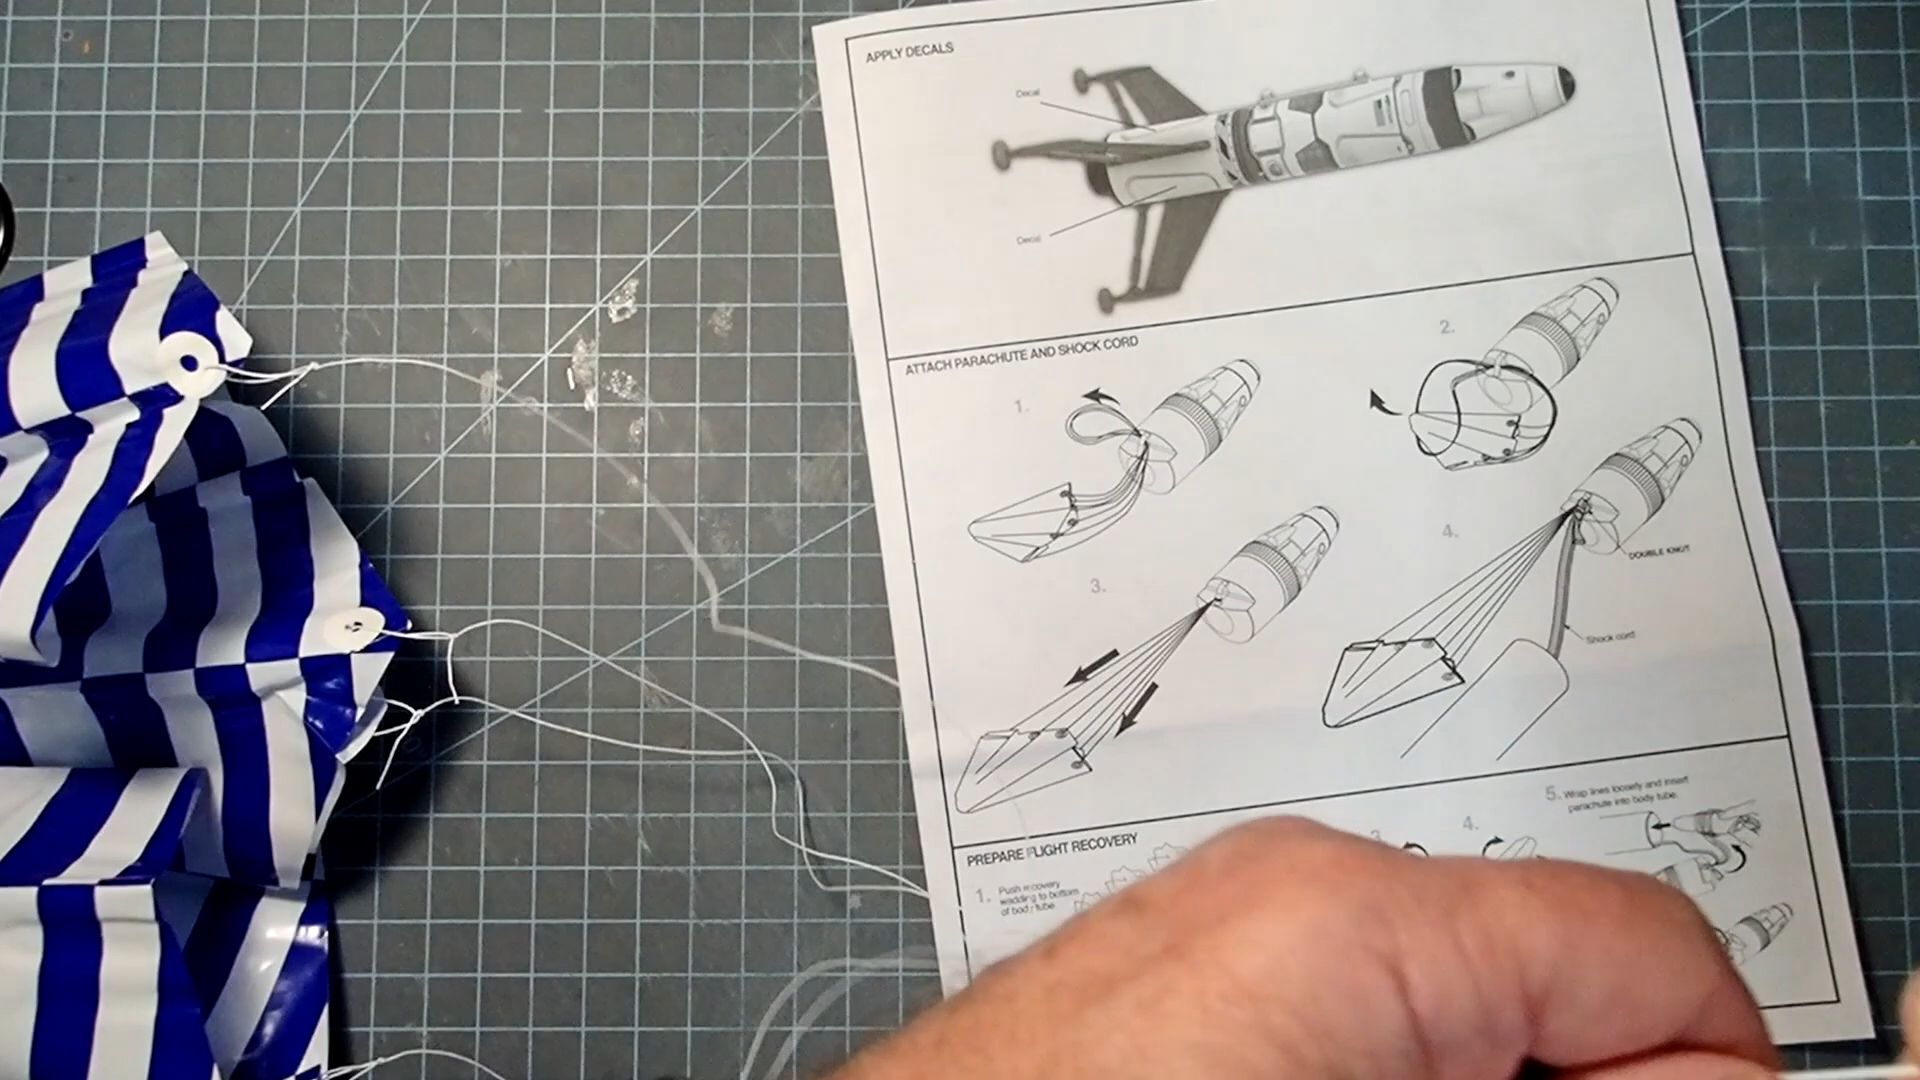 APPLY DECALS
Decal
Decal
ATTACH PARACHUTE AND SHOCK CORD
1.
2.
3.
4.
DOUBLE KNOT
Shock cord
PREPARE FLIGHT RECOVERY
1. Push recovery
wadding to bottom
of body tube.
3.
4.
5. Wrap lines loosely and insert
parachute into body tube.